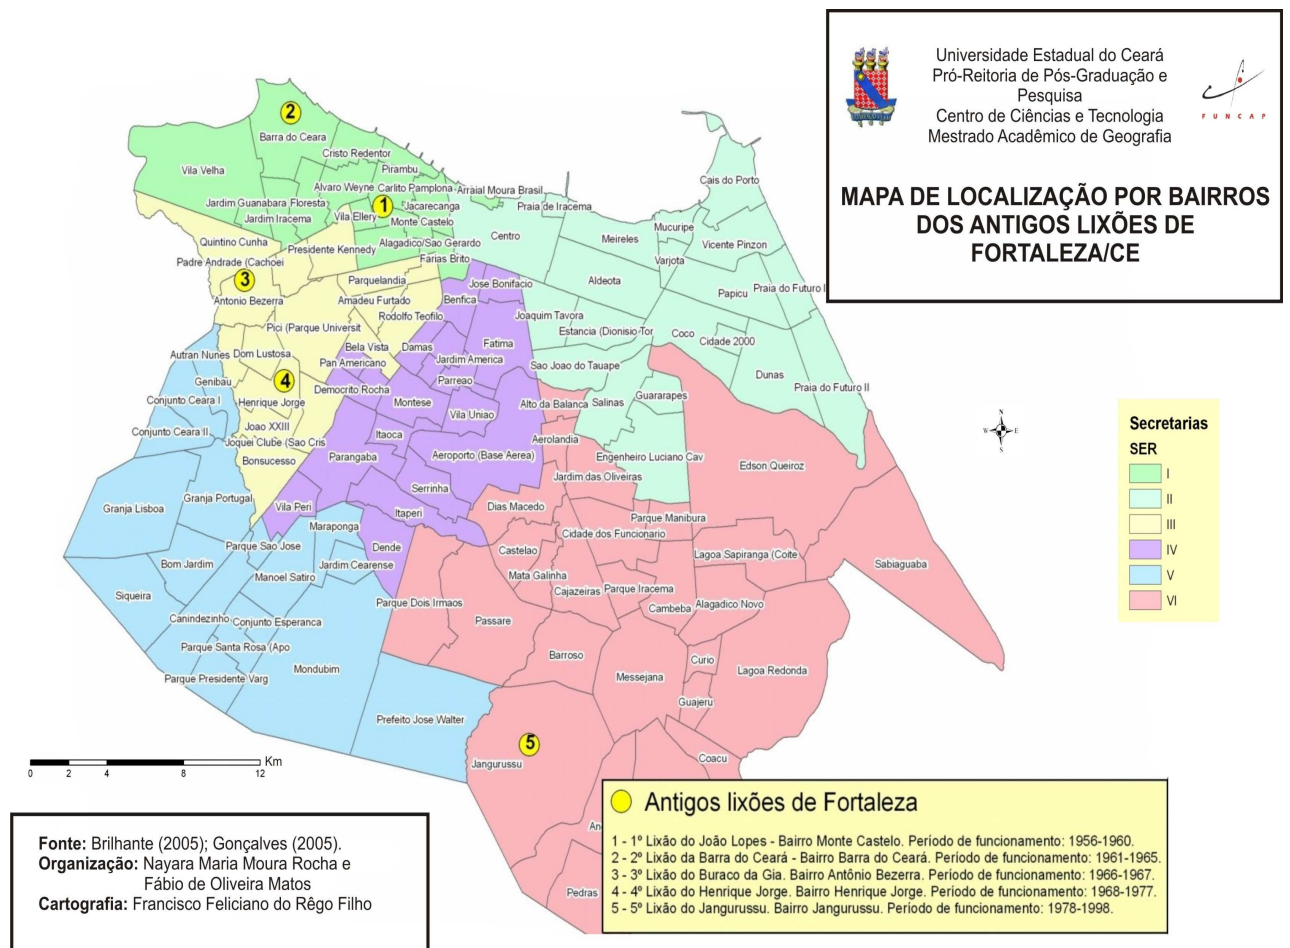 Universidade Estadual do Ceará
Pró-Reitoria de Pós-Graduação e
Pesquisa
Centro de Ciências e Tecnologia
Mestrado Acadêmico de Geografia
FUNCAP
MAPA DE LOCALIZAÇÃO POR BAIRROS
DOS ANTIGOS LIXÕES DE
FORTALEZA/CE
2
Barra do Ceara
Cristo Redentor
Vila Velha
Pirambu
Cais do Porto
Alvaro Weyne
Carlito Pamplona
Arraial Moura Brasil
Jardim Guanabara
Floresta
1
Jacarecanga
Praia de Iracema
Jardim Iracema
Vila Ellery
Monte Castelo
Mucuripe
Quintino Cunha
Presidente Kennedy
Alagadico/Sao Gerardo
Centro
Meireles
Vicente Pinzon
Padre Andrade (Cachoei
Farias Brito
Varjota
3
Parquelandia
Jose Bonifacio
Aldeota
Antonio Bezerra
Amadeu Furtado
Benfica
Papicu
Praia do Futuro I
Pici (Parque Universit
Rodolfo Teofilo
Joaquim Tavora
Estancia (Dionisio Tor
Coco
Cidade 2000
Autran Nunes
Dom Lustosa
Bela Vista
Damas
Fatima
Pan Americano
Jardim America
Sao Joao do Tauape
Dunas
Genibau
4
Democrito Rocha
Parreao
Praia do Futuro II
Conjunto Ceara I
Henrique Jorge
Montese
Vila Uniao
Alto da Balanca
Salinas
Guararapes
Conjunto Ceara II
Joao XXIII
Itaoca
Aerolandia
Joquei Clube (Sao Cris
Bonsucesso
Parangaba
Aeroporto (Base Aerea)
Engenheiro Luciano Cav
Edson Queiroz
Jardim das Oliveiras
Granja Lisboa
Granja Portugal
Serrinha
Vila Peri
Itaperi
Dias Macedo
Parque Manibura
Maraponga
Cidade dos Funcionario
Parque Sao Jose
Dende
Castelao
Lagoa Sapiranga (Coite
Bom Jardim
Jardim Cearense
Sabiaguaba
Manoel Satiro
Mata Galinha
Siqueira
Cajazeiras
Parque Iracema
Parque Dois Irmaos
Cambeba
Alagadico Novo
Canindezinho
Conjunto Esperanca
Passare
Parque Santa Rosa (Apo
Barroso
Curio
Mondubim
Lagoa Redonda
Parque Presidente Varg
Messejana
Guajeru
Prefeito Jose Walter
5
Jangurussu
Coacu
An
Pedras
N
W
E
S
Secretarias
SER
I
II
III
IV
V
VI
0 2 4 8 12 Km
Antigos lixões de Fortaleza
1 - 1º Lixão do João Lopes - Bairro Monte Castelo. Período de funcionamento: 1956-1960.
2 - 2º Lixão da Barra do Ceará - Bairro Barra do Ceará. Período de funcionamento: 1961-1965.
3 - 3º Lixão do Buraco da Gia. Bairro Antônio Bezerra. Período de funcionamento: 1966-1967.
4 - 4º Lixão do Henrique Jorge. Bairro Henrique Jorge. Período de funcionamento: 1968-1977.
5 - 5º Lixão do Jangurussu. Bairro Jangurussu. Período de funcionamento: 1978-1998.
Fonte: Brilhante (2005); Gonçalves (2005).
Organização: Nayara Maria Moura Rocha e
Fábio de Oliveira Matos
Cartografia: Francisco Feliciano do Rêgo Filho